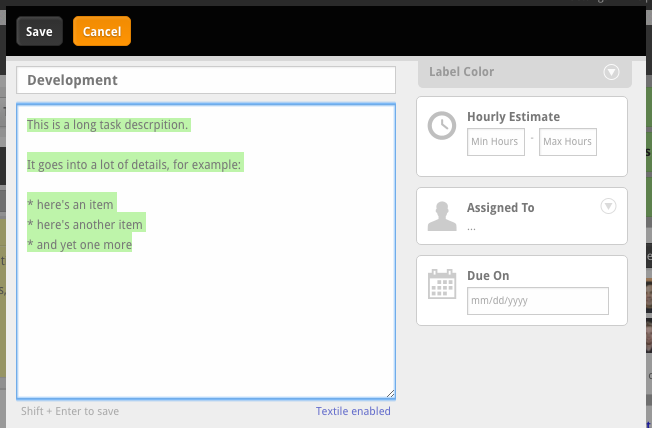 Save
Cancel
Development
This is a long task descrpition.
It goes into a lot of details, for example:
* here's an item
* here's another item
* and yet one more
Shift + Enter to save
Textile enabled
Label Color
Hourly Estimate
Min Hours - Max Hours
Assigned To
...
Due On
mm/dd/yyyy